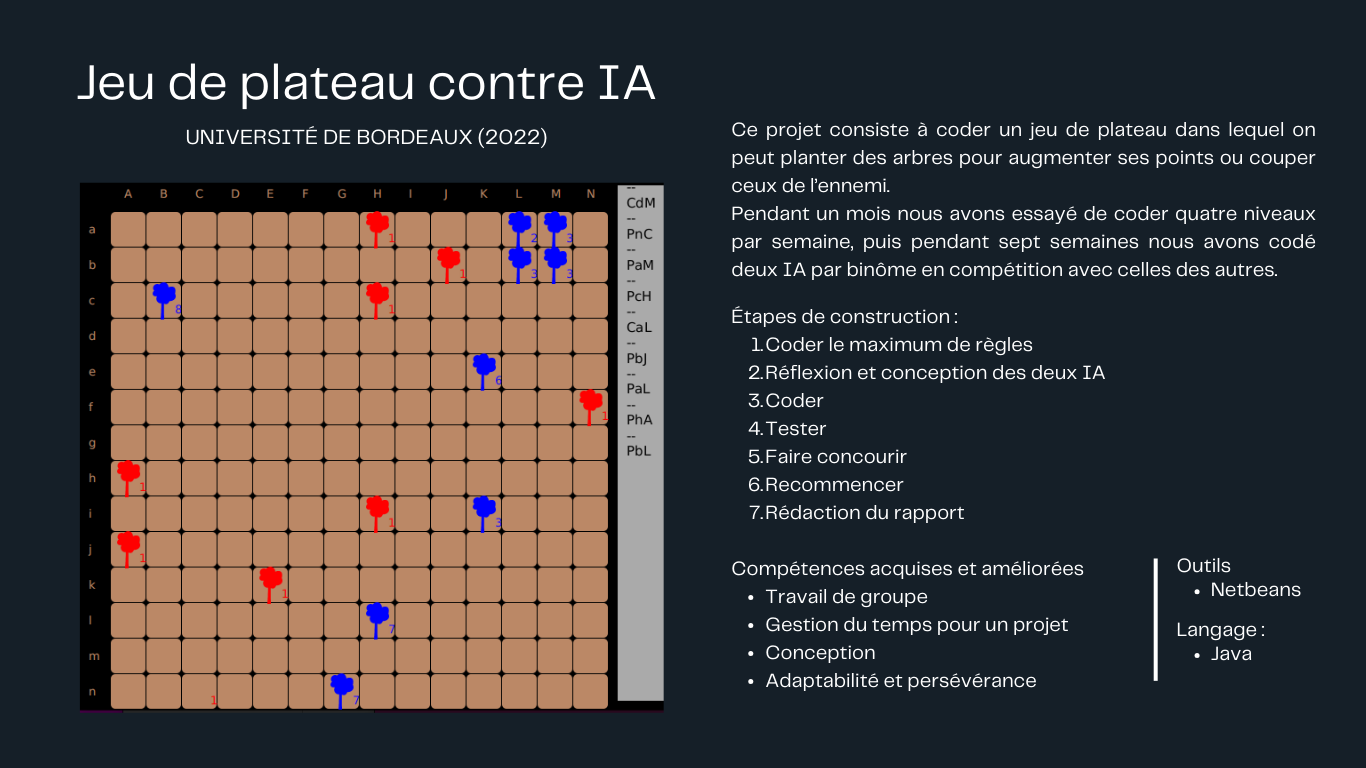 Jeu de plateau contre IA
UNIVERSITÉ DE BORDEAUX (2022)
A B C D E F G H I J K L M N
a 1 2 3
b 1 3 3
c 8 1
d
e 6
f 1
g
h 1
i 1 3
j 1
k 1
l 7
m
n 1 7
--
CdM
--
PnC
--
PaM
--
PcH
--
CaL
--
PbJ
--
PaL
--
PhA
--
PbL
Ce projet consiste à coder un jeu de plateau dans lequel on
peut planter des arbres pour augmenter ses points ou couper
ceux de l'ennemi.
Pendant un mois nous avons essayé de coder quatre niveaux
par semaine, puis pendant sept semaines nous avons codé
deux IA par binôme en compétition avec celles des autres.
Étapes de construction :
1.Coder le maximum de règles
2.Réflexion et conception des deux IA
3.Coder
4.Tester
5.Faire concourir
6.Recommencer
7.Rédaction du rapport
Compétences acquises et améliorées
• Travail de groupe
• Gestion du temps pour un projet
• Conception
• Adaptabilité et persévérance
Outils
• Netbeans
Langage :
• Java